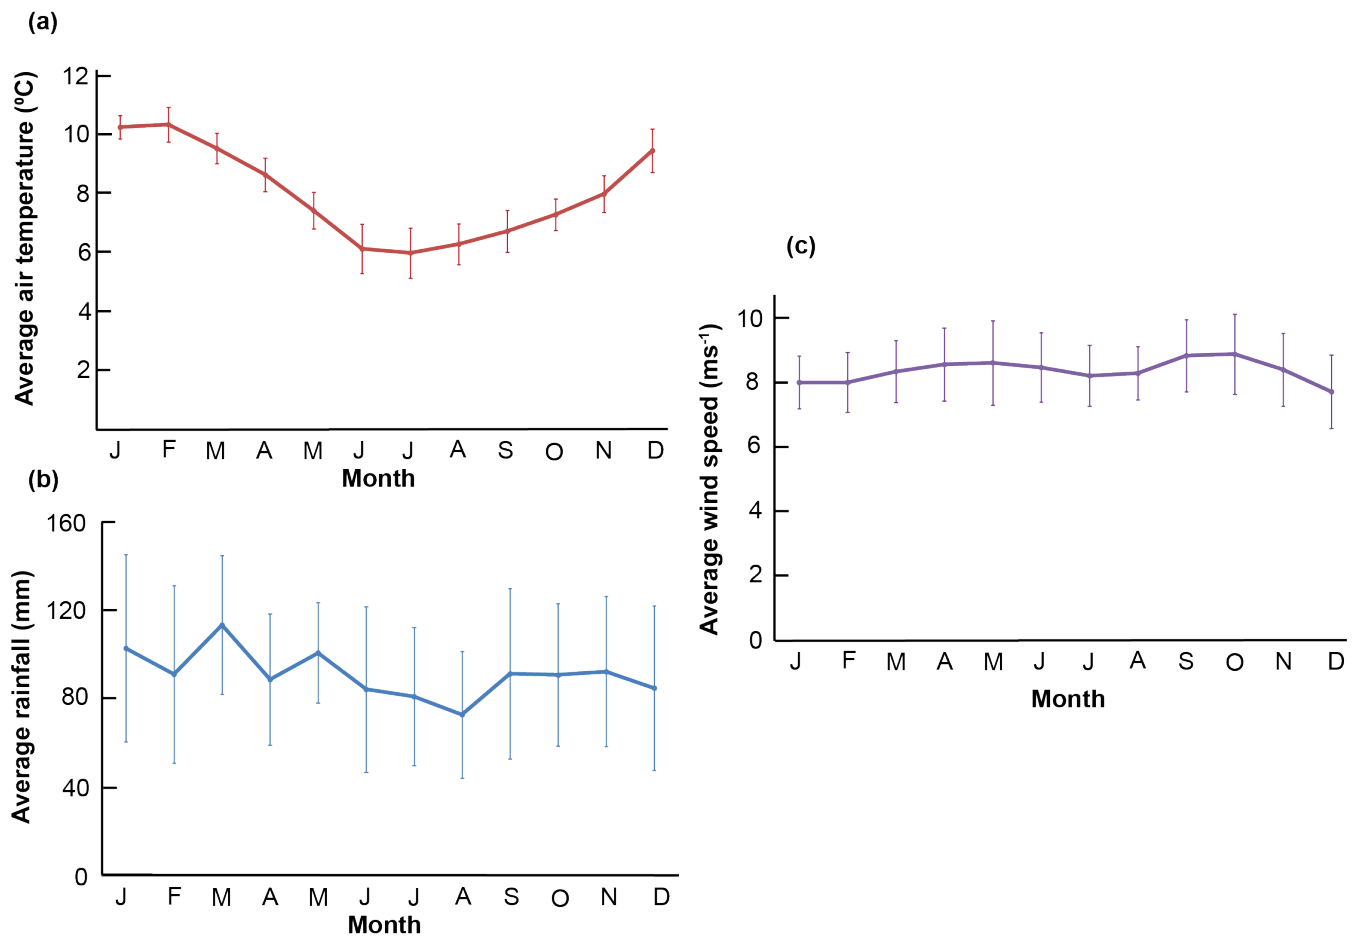 (a)
Average air temperature (⁰C)
12
10
8
6
4
2
J F M A M J J A S O N D
Month
(b)
Average rainfall (mm)
160
120
80
40
0
J F M A M J J A S O N D
Month
(c)
Average wind speed (ms⁻¹)
10
8
6
4
2
0
J F M A M J J A S O N D
Month